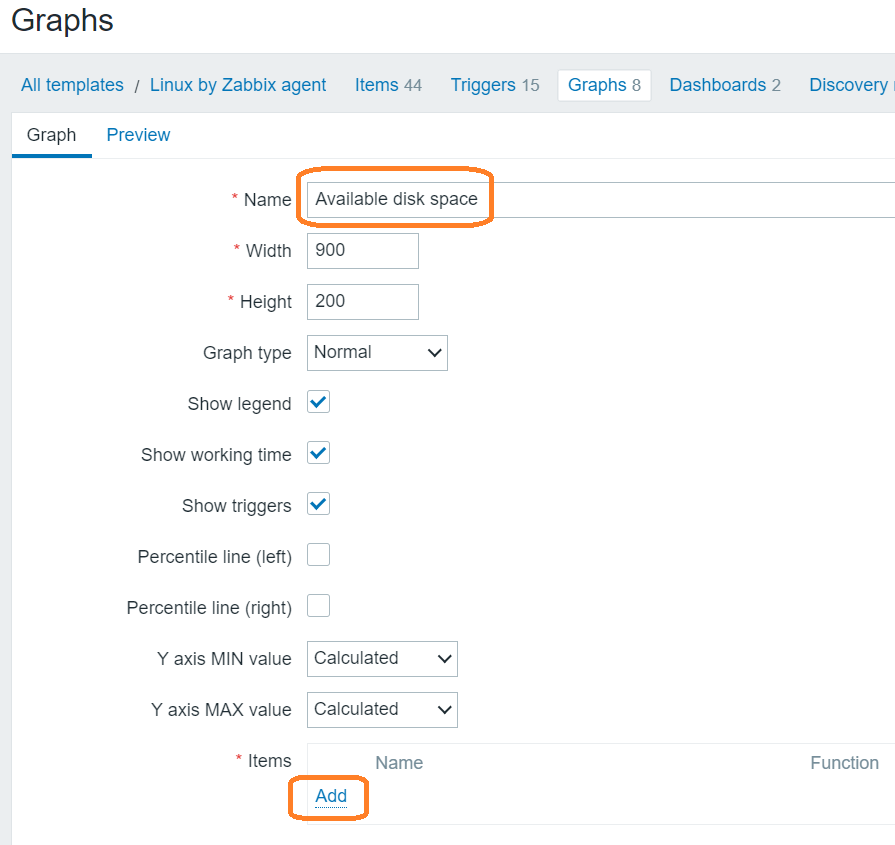 Graphs
All templates / Linux by Zabbix agent Items 44 Triggers 15 Graphs 8 Dashboards 2 Discovery
Graph Preview
* Name Available disk space
* Width 900
* Height 200
Graph type Normal
Show legend
Show working time
Show triggers
Percentile line (left)
Percentile line (right)
Y axis MIN value Calculated
Y axis MAX value Calculated
* Items Name Function
Add